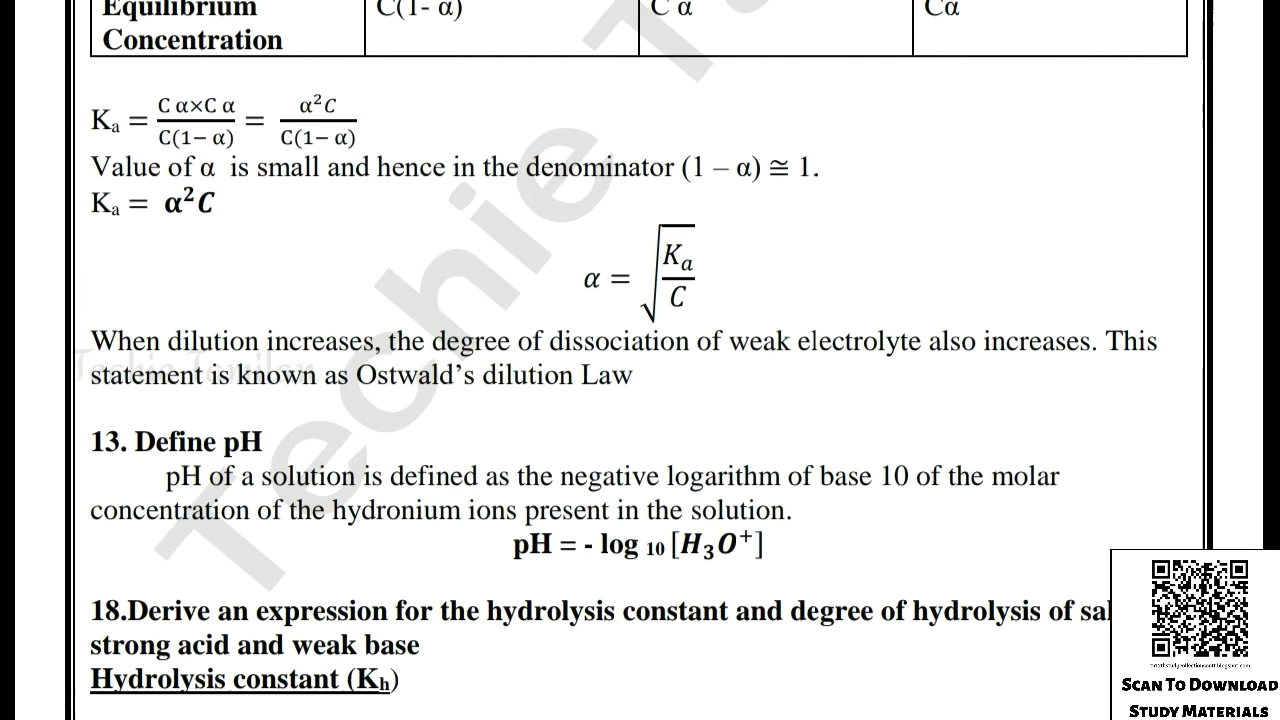 Equilibrium C(1- α) C α Cα
Concentration
Kₐ = C α×C α / C(1− α) = α²C / C(1− α)
Value of α is small and hence in the denominator (1 – α) ≅ 1.
Kₐ = α²C
α = √(Kₐ/C)
When dilution increases, the degree of dissociation of weak electrolyte also increases. This
statement is known as Ostwald’s dilution Law
13. Define pH
pH of a solution is defined as the negative logarithm of base 10 of the molar
concentration of the hydronium ions present in the solution.
pH = - log ₁₀ [H₃O⁺]
18.Derive an expression for the hydrolysis constant and degree of hydrolysis of
strong acid and weak base
Hydrolysis constant (Kₕ)
SCAN TO DOWNLOAD
STUDY MATERIALS
Techie